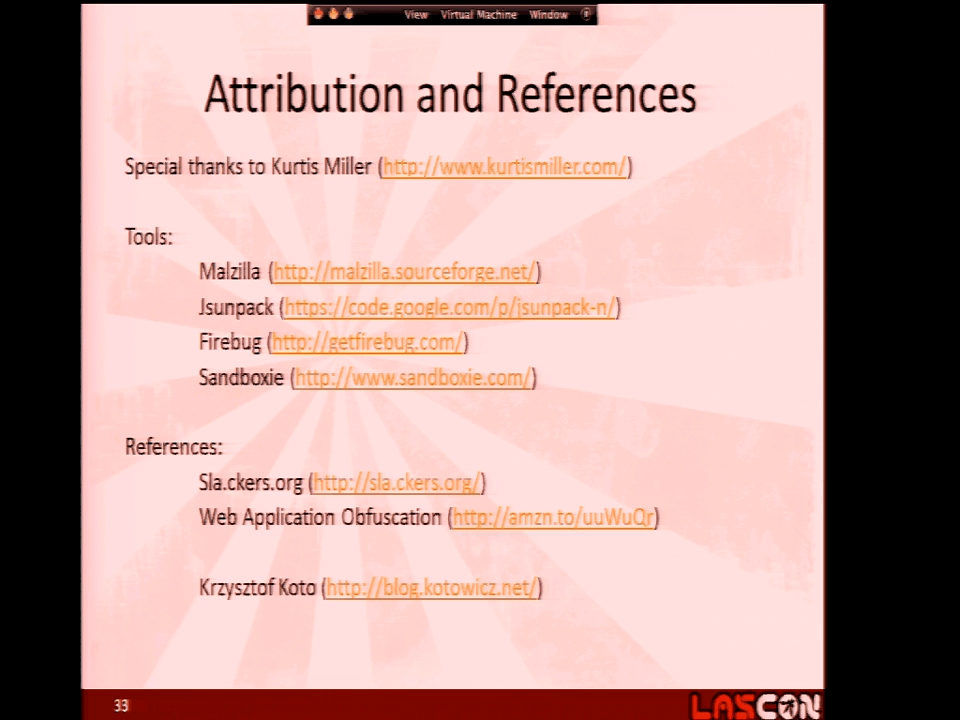 View Virtual Machine Window
Attribution and References
Special thanks to Kurtis Miller (http://www.kurtismiller.com/)
Tools:
Malzilla (http://malzilla.sourceforge.net/)
Jsunpack (https://code.google.com/p/jsunpack-n/)
Firebug (http://getfirebug.com/)
Sandboxie (http://www.sandboxie.com/)
References:
Sla.ckers.org (http://sla.ckers.org/)
Web Application Obfuscation (http://amzn.to/uuWuQr)
Krzysztof Koto (http://blog.kotowicz.net/)
33
LASCON